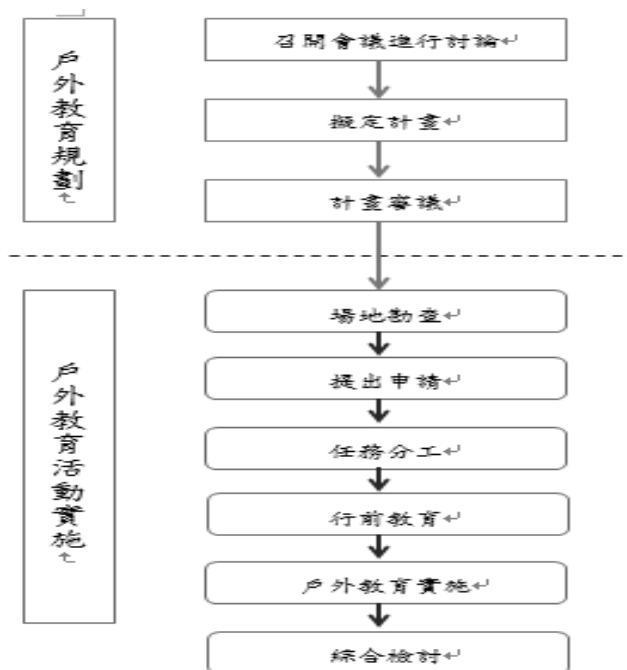 戶外教育規劃
召開會議進行討論
擬定計畫
計畫審議
戶外教育活動實施
場地勘查
提出申請
任務分工
行前教育
戶外教育實施
綜合檢討